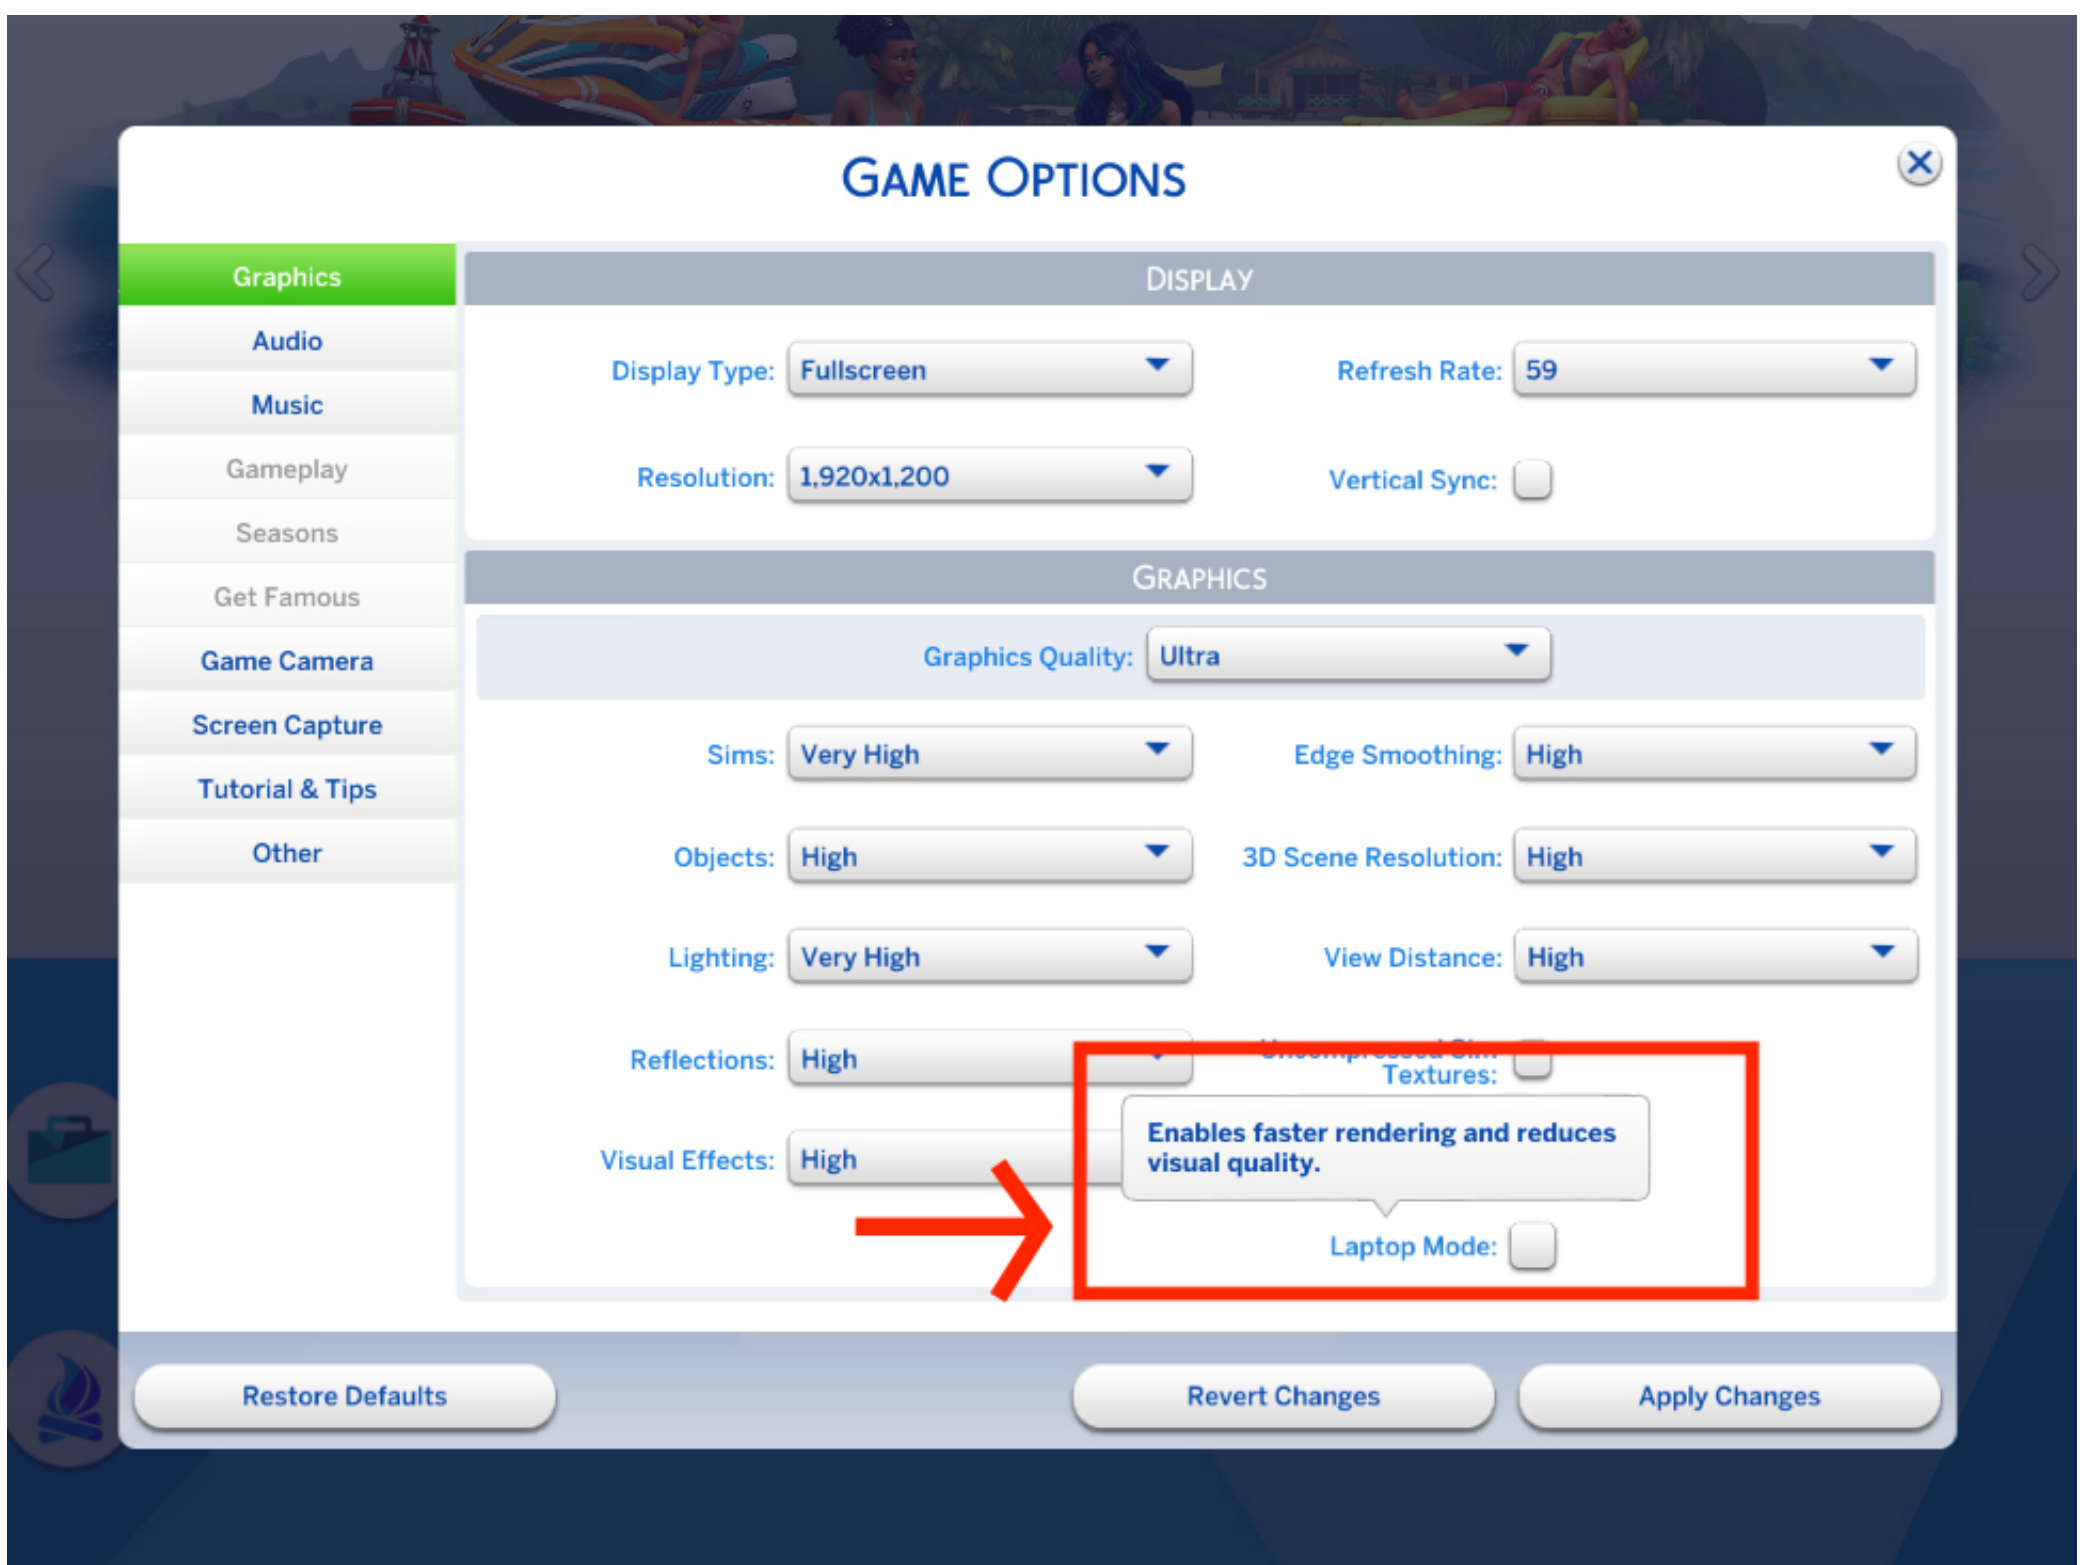 GAME OPTIONS
Graphics
Audio
Music
Gameplay
Seasons
Get Famous
Game Camera
Screen Capture
Tutorial & Tips
Other
DISPLAY
Display Type: Fullscreen
Refresh Rate: 59
Resolution: 1,920x1,200
Vertical Sync:
GRAPHICS
Graphics Quality: Ultra
Sims: Very High
Edge Smoothing: High
Objects: High
3D Scene Resolution: High
Lighting: Very High
View Distance: High
Reflections: High
Uncompressed Sim
Textures:
Visual Effects: High
Enables faster rendering and reduces
visual quality.
Laptop Mode:
Restore Defaults
Revert Changes
Apply Changes